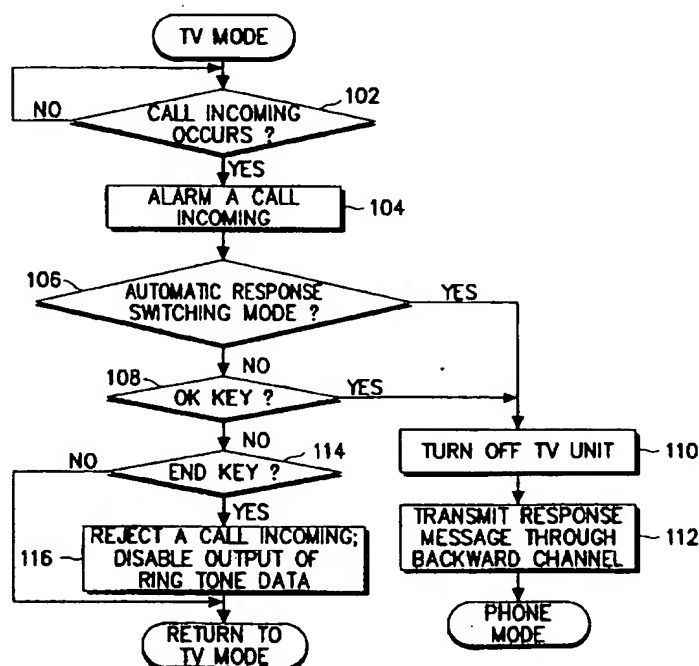 TV MODE
102
NO
CALL INCOMING
OCCURS ?
YES
ALARM A CALL
INCOMING
104
106
AUTOMATIC RESPONSE
SWITCHING MODE ?
YES
NO
108
OK KEY ?
YES
NO
114
NO
END KEY ?
TURN OFF TV UNIT
110
YES
116
REJECT A CALL INCOMING;
DISABLE OUTPUT OF
RING TONE DATA
TRANSMIT RESPONSE
MESSAGE THROUGH
BACKWARD CHANNEL
112
RETURN TO
TV MODE
PHONE
MODE